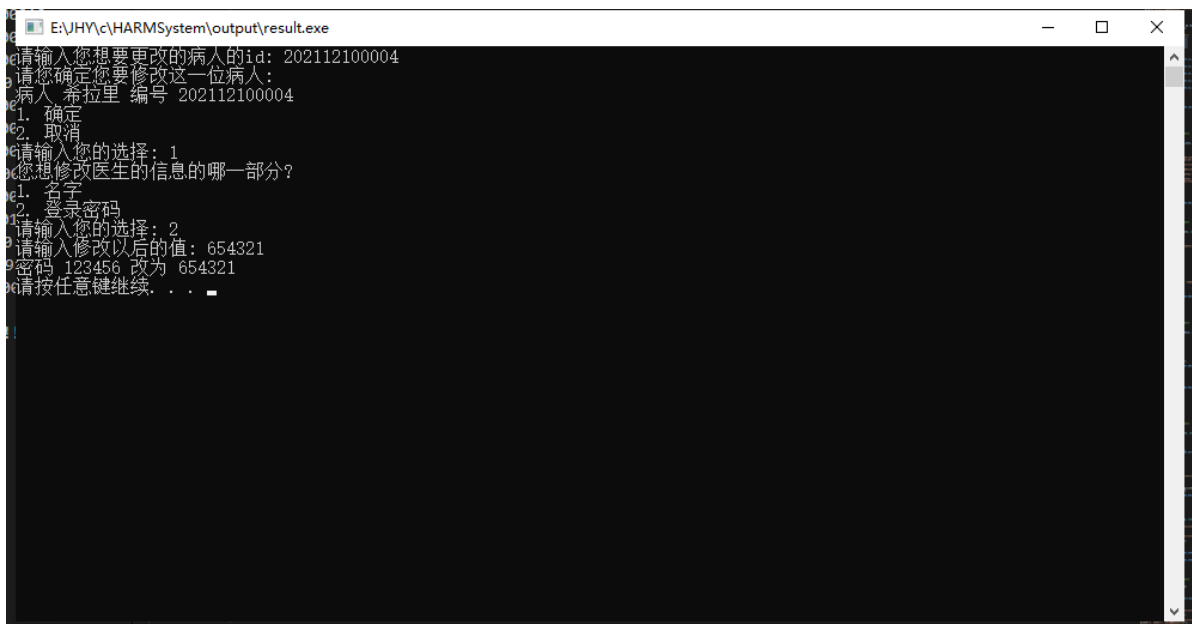 E:\JHY\c\HARMSystem\output\result.exe
请输入您想要更改的病人的id: 202112100004
请您确定您要修改这一位病人:
病人 希拉里 编号 202112100004
1. 确定
2. 取消
请输入您的选择: 1
您想修改医生的信息的哪一部分?
1. 名字
2. 登录密码
请输入您的选择: 2
请输入修改以后的值: 654321
密码 123456 改为 654321
请按任意键继续. . .